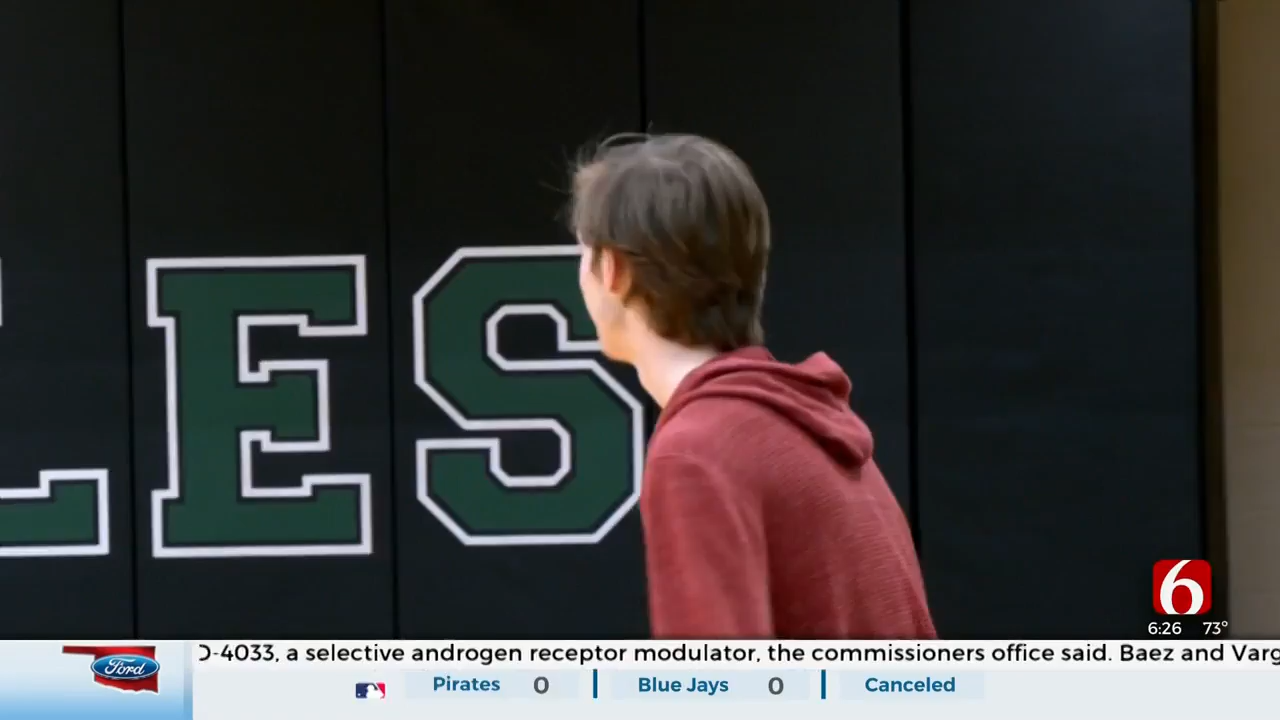 LES
6
6:26 73°
Ford
-4033, a selective androgen receptor modulator, the commissioners office said. Baez and Varg
Pirates 0 Blue Jays 0 Canceled